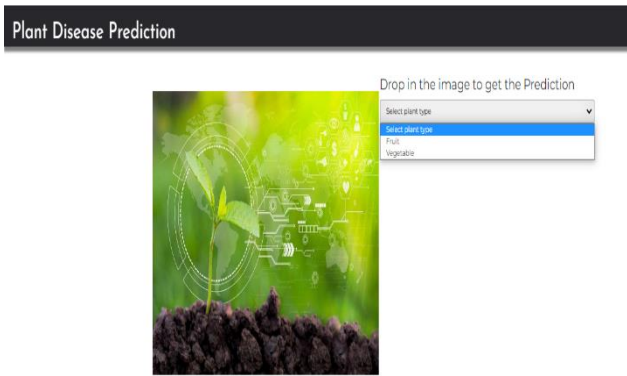 Plant Disease Prediction
Drop in the image to get the Prediction
Select plant type
Select plant type
Fruit
Vegetable